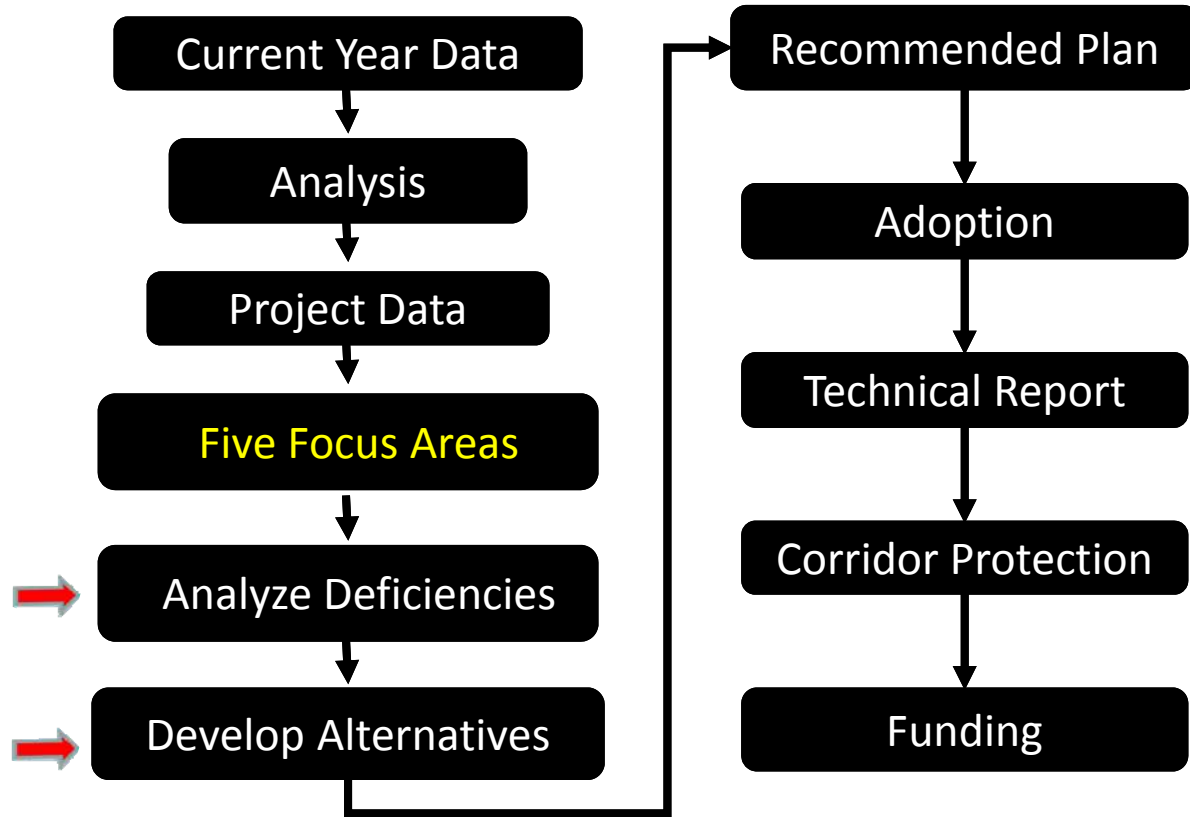 Current Year Data
Analysis
Project Data
Five Focus Areas
Analyze Deficiencies
Develop Alternatives
Recommended Plan
Adoption
Technical Report
Corridor Protection
Funding